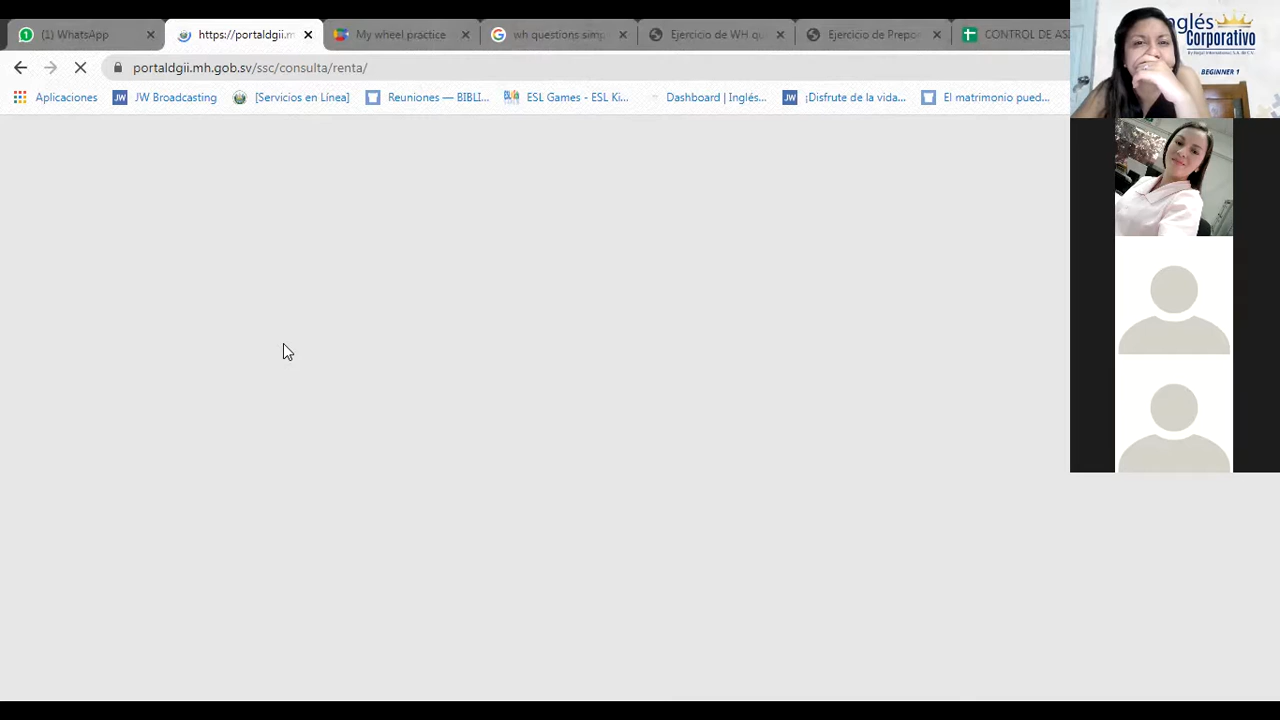 (1) WhatsApp
https://portaldgii.m
My wheel practice
wh questions simp
Ejercicio de WH qu
Ejercicio de Prepo
CONTROL DE ASI
portaldgii.mh.gob.sv/ssc/consulta/renta/
Aplicaciones
JW Broadcasting
[Servicios en Línea]
Reuniones — BIBLI...
ESL Games - ESL Ki...
Dashboard | Inglés...
¡Disfrute de la vida...
El matrimonio pued...
nglés
Corporativo
BEGINNER 1